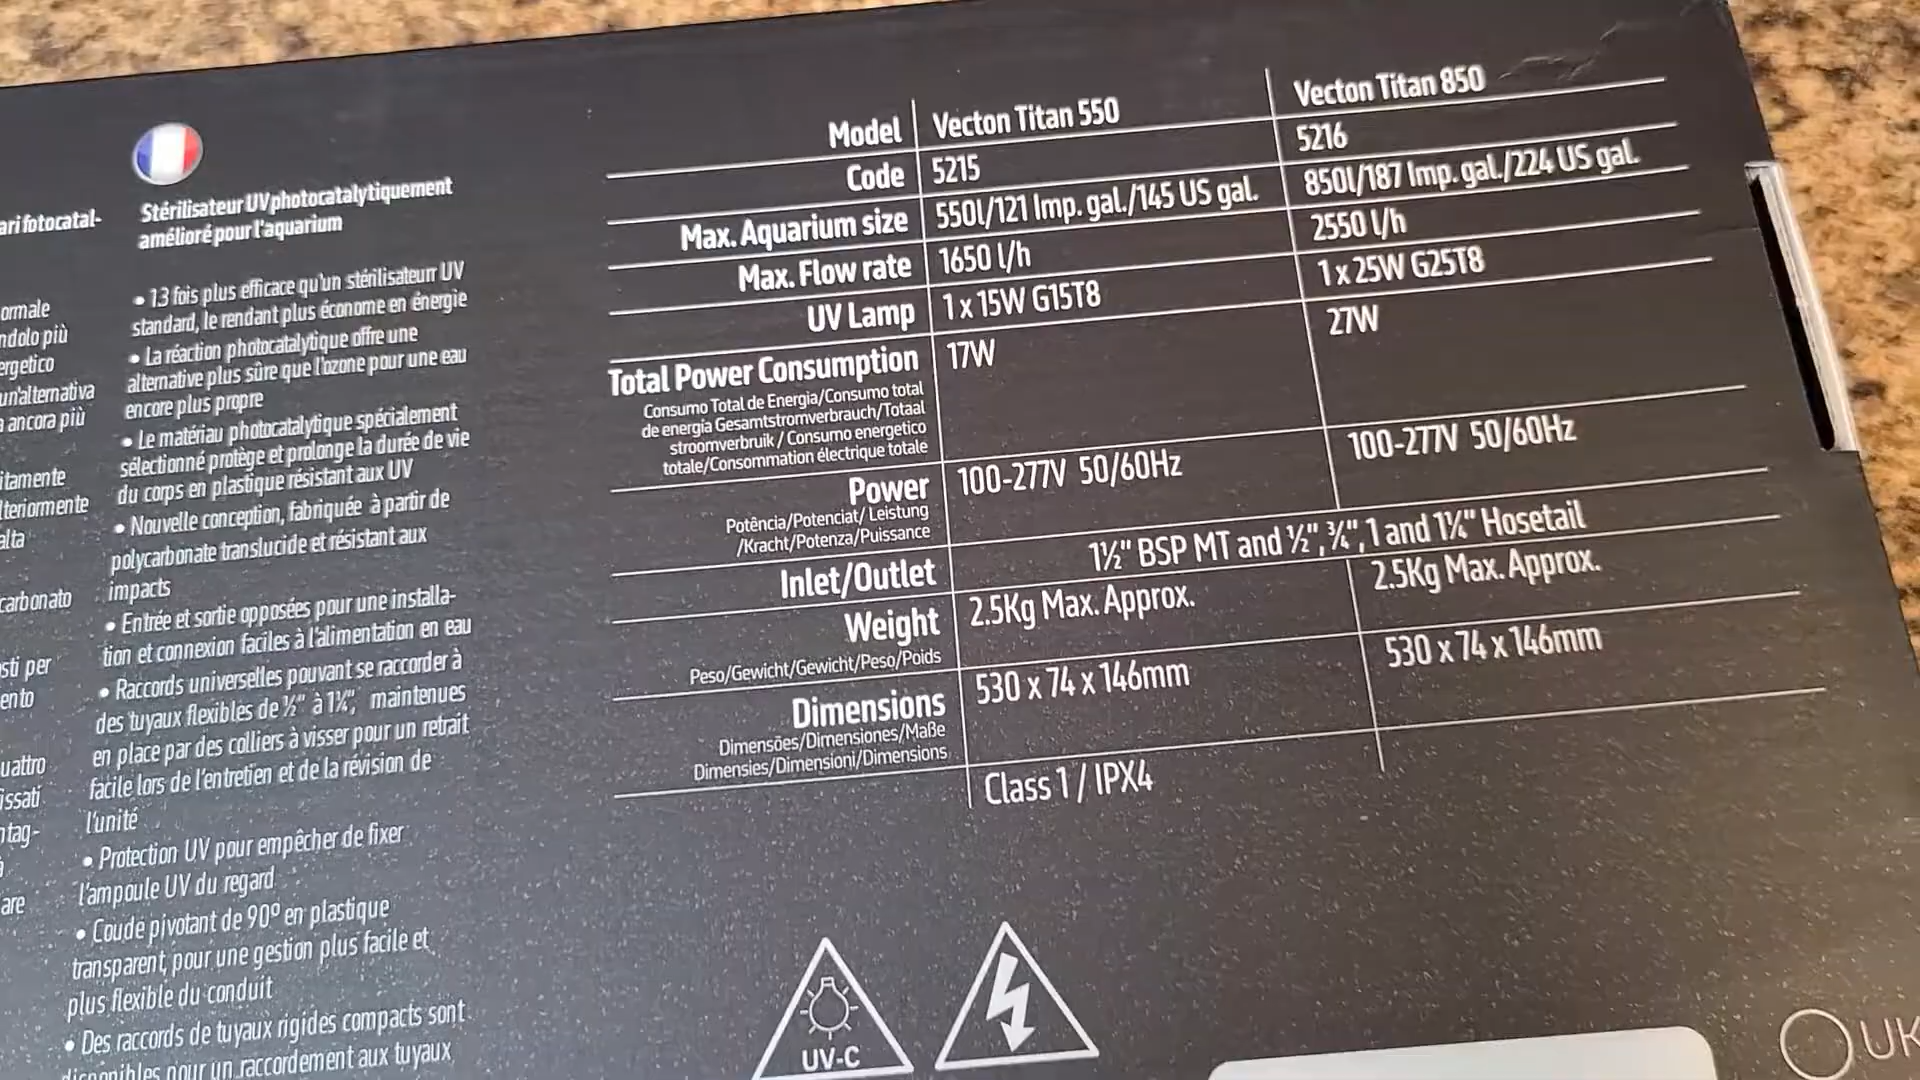 ari fotocatal-
ormale
ndolo più
ergetico
un'alternativa
a ancora più
itamente
lteriormente
alta
carbonato
sti per
ento
uattro
issati
ntag-
are
Stérilisateur UV photocatalytiquement
amélioré pour l'aquarium
• 13 fois plus efficace qu'un stérilisateurr UV
standard, le rendant plus économe en énergie
• La réaction photocatalytique offre une
alternative plus sûre que l'ozone pour une eau
encore plus propre
• Le matériau photocatalytique spécialement
sélectionné protège et prolonge la durée de vie
du corps en plastique résistant aux UV
• Nouvelle conception, fabriquée à partir de
polycarbonate translucide et résistant aux
impacts
• Entrée et sortie opposées pour une installa-
tion et connexion faciles à l'alimentation en eau
• Raccords universelles pouvant se raccorder à
des tuyaux flexibles de ½" à 1¼", maintenues
en place par des colliers à visser pour un retrait
facile lors de l'entretien et de la révision de
l'unité
• Protection UV pour empêcher de fixer
l'ampoule UV du regard
• Coude pivotant de 90º en plastique
transparent, pour une gestion plus facile et
plus flexible du conduit
• Des raccords de tuyaux rigides compacts sont
disponibles pour un raccordement aux tuyaux
Model Vecton Titan 550 Vecton Titan 850
Code 5215 5216
Max. Aquarium size 550l/121 Imp. gal./145 US gal. 850l/187 Imp. gal./224 US gal.
Max. Flow rate 1650 l/h 2550 l/h
UV Lamp 1 x 15W G15T8 1 x 25W G25T8
Total Power Consumption 17W 27W
Consumo Total de Energia/Consumo total
de energía Gesamtstromverbrauch/Totaal
stroomverbruik / Consumo energetico
totale/Consommation électrique totale
Power 100-277V 50/60Hz 100-277V 50/60Hz
Potência/Potenciat/ Leistung
/Kracht/Potenza/Puissance
Inlet/Outlet 1½" BSP MT and ½", ¾", 1 and 1¼" Hosetail
Weight 2.5Kg Max. Approx. 2.5Kg Max. Approx.
Peso/Gewicht/Gewicht/Peso/Poids
Dimensions 530 x 74 x 146mm 530 x 74 x 146mm
Dimensões/Dimensiones/Maße
Dimensies/Dimensioni/Dimensions
Class 1 / IPX4
UV-C
UK